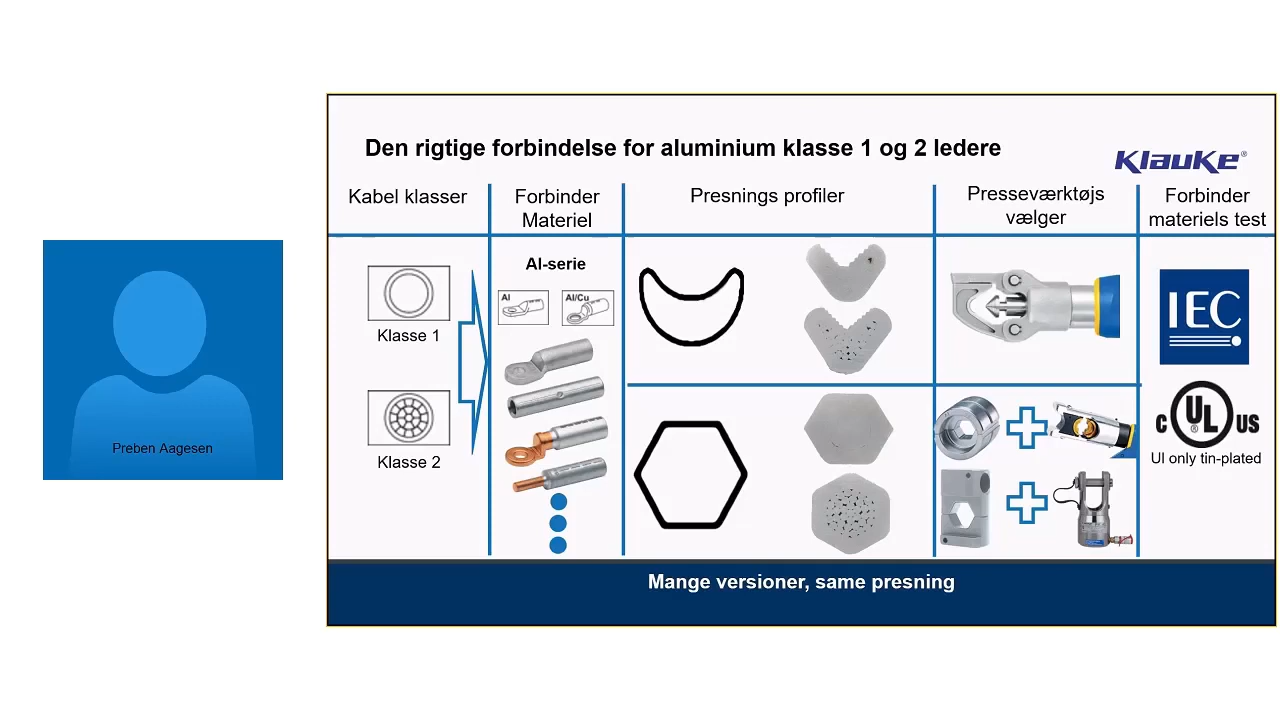 Den rigtige forbindelse for aluminium klasse 1 og 2 ledere
Klauke®
Kabel klasser
Forbinder
Materiel
Presnings profiler
Presseværktøjs
vælger
Forbinder
materiels test
Al-serie
Al
Al/Cu
Klasse 1
Klasse 2
IEC
c UL® US
Ul only tin-plated
Preben Aagesen
Mange versioner, same presning